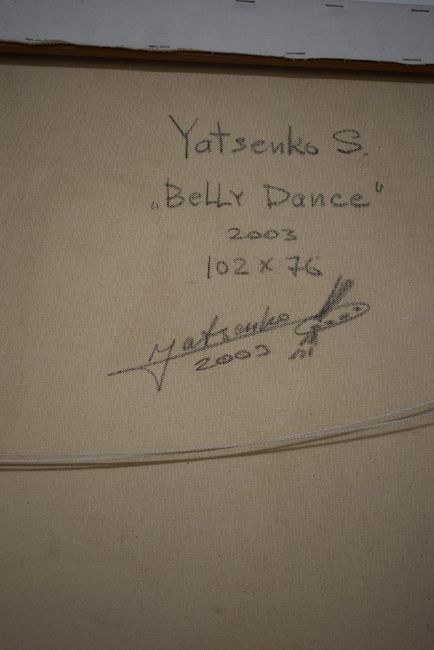 Yatsenko S.
„Belly Dance"
2003
102 x 76
Yatsenko
2003